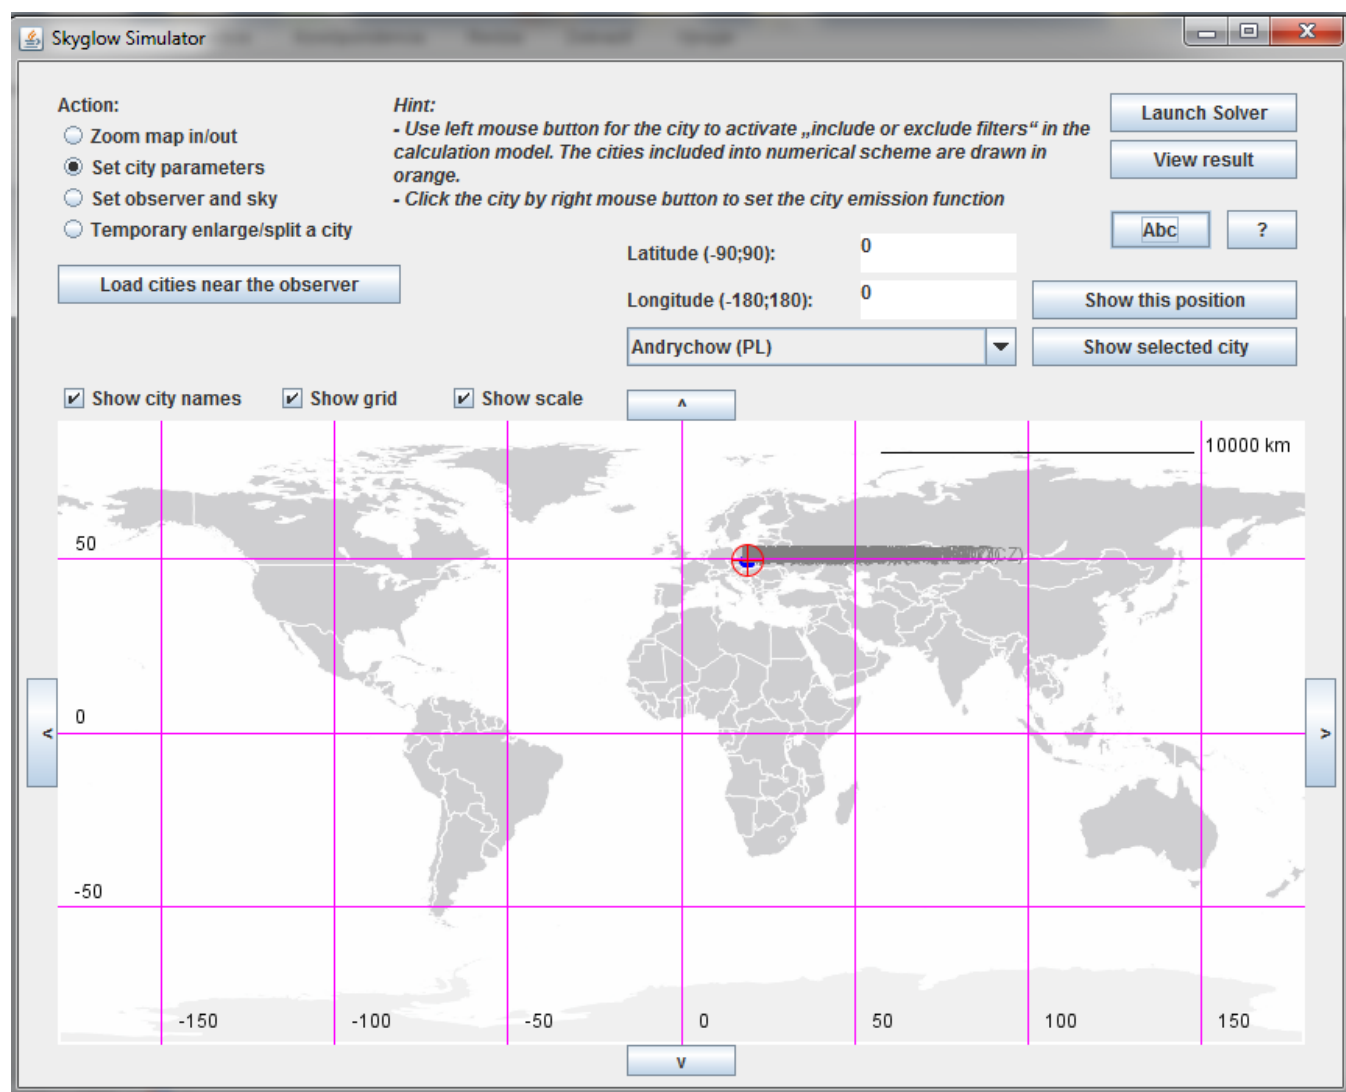 Skyglow Simulator
Action:
Zoom map in/out
Set city parameters
Set observer and sky
Temporary enlarge/split a city
Load cities near the observer
Hint:
- Use left mouse button for the city to activate „include or exclude filters“ in the
calculation model. The cities included into numerical scheme are drawn in
orange.
- Click the city by right mouse button to set the city emission function
Launch Solver
View result
Abc
?
Latitude (-90;90):
0
Longitude (-180;180):
0
Show this position
Andrychow (PL)
Show selected city
Show city names
Show grid
Show scale
^
10000 km
50
0
<
>
-50
-150
-100
-50
0
50
100
150
v